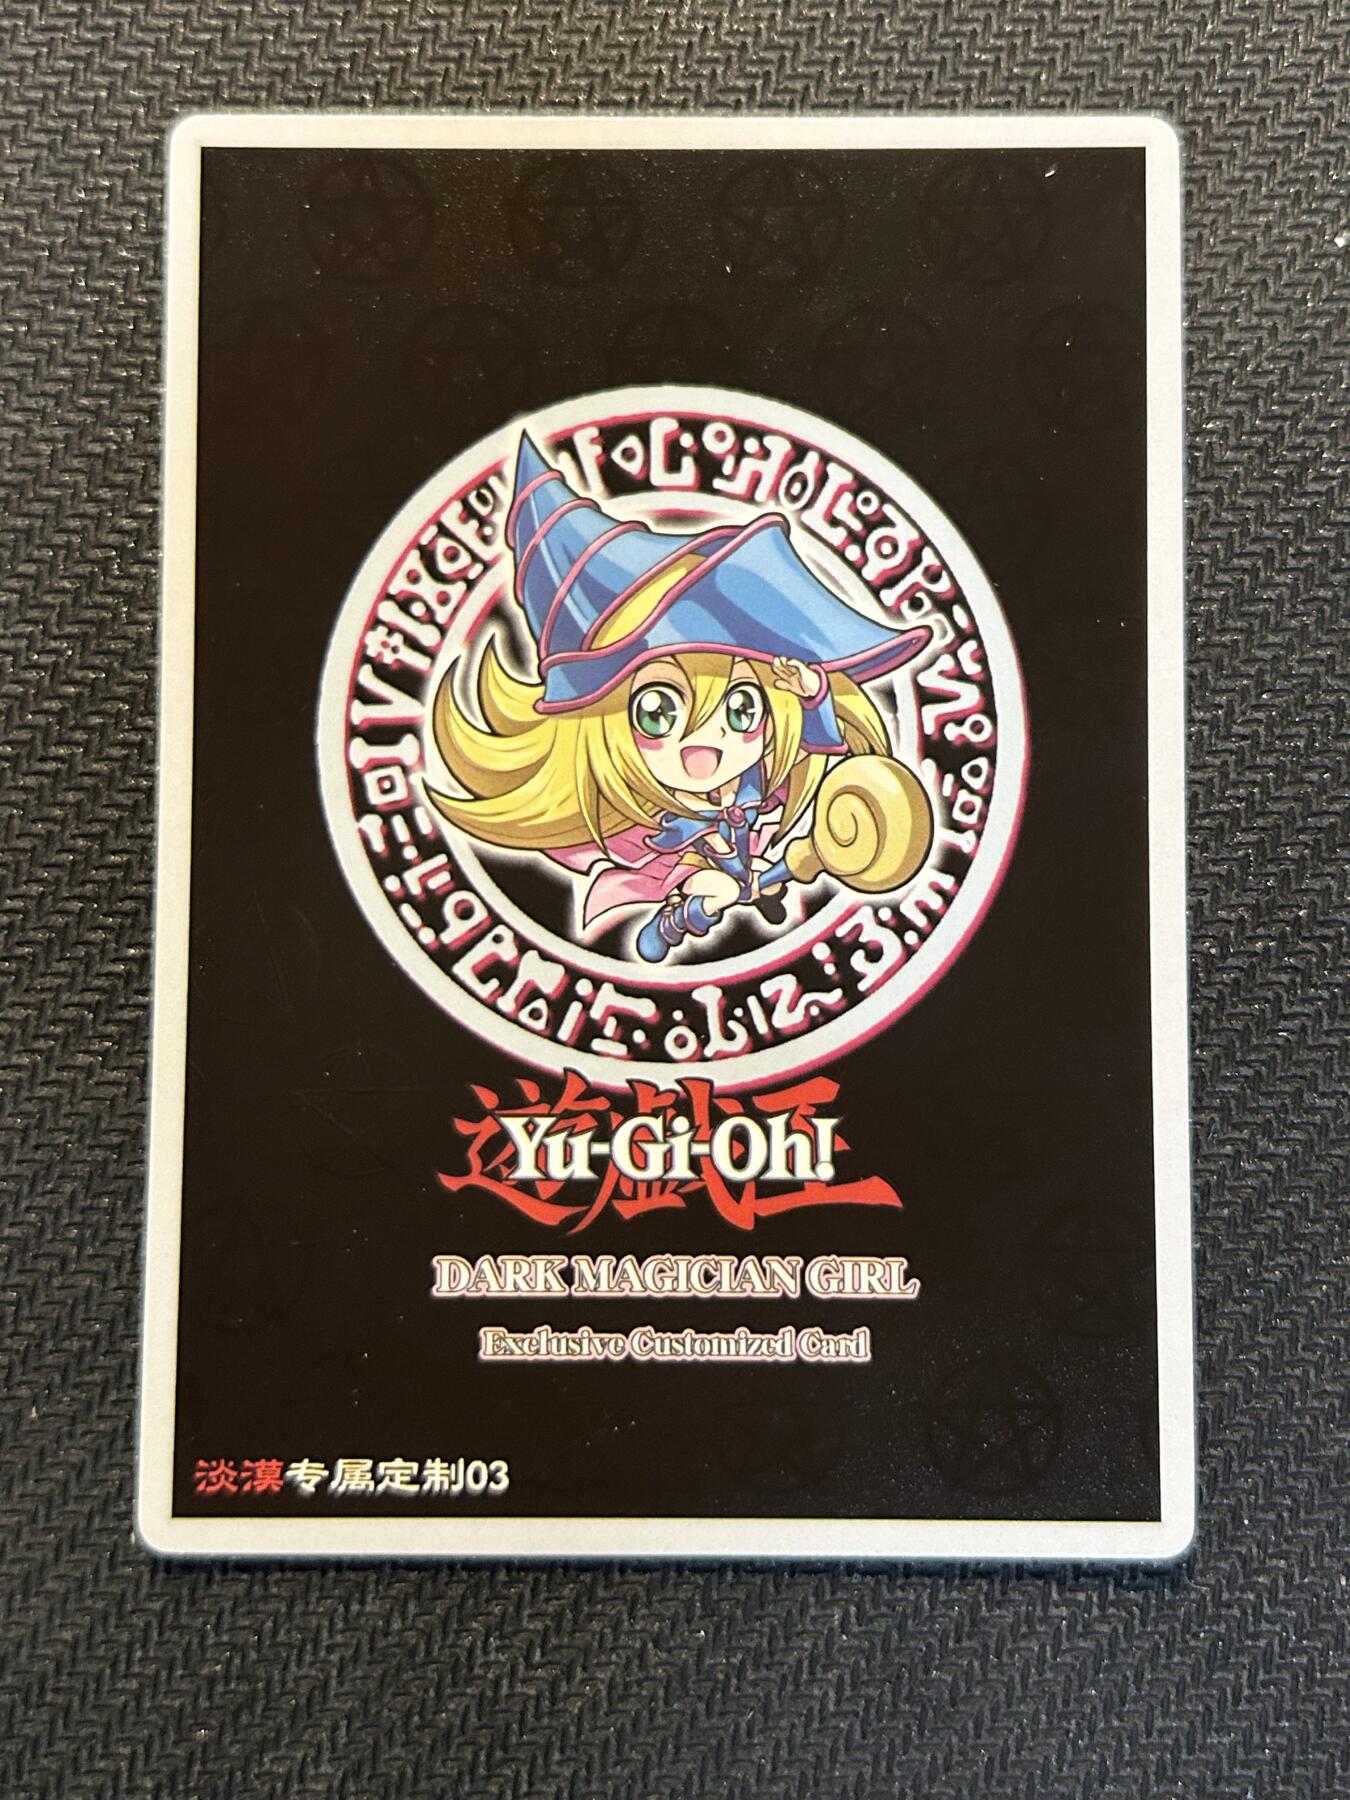 遊戯王
Yu-Gi-Oh!
DARK MAGICIAN GIRL
Exclusive Customized Card
淡漠专属定制03